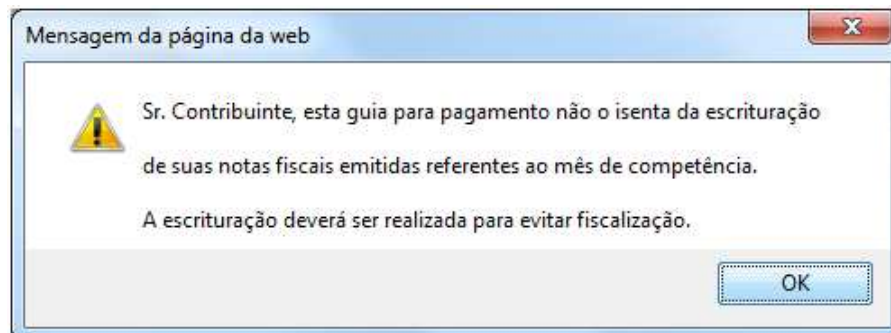 Mensagem da página da web
Sr. Contribuinte, esta guia para pagamento não o isenta da escrituração
de suas notas fiscais emitidas referentes ao mês de competência.
A escrituração deverá ser realizada para evitar fiscalização.
OK